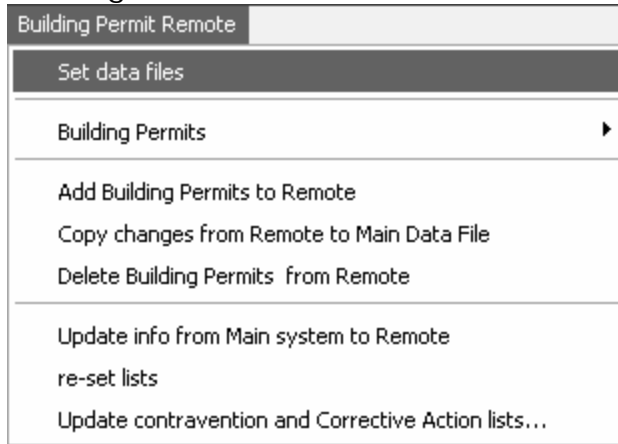 Building Permit Remote
Set data files
Building Permits
Add Building Permits to Remote
Copy changes from Remote to Main Data File
Delete Building Permits from Remote
Update info from Main system to Remote
re-set lists
Update contravention and Corrective Action lists...